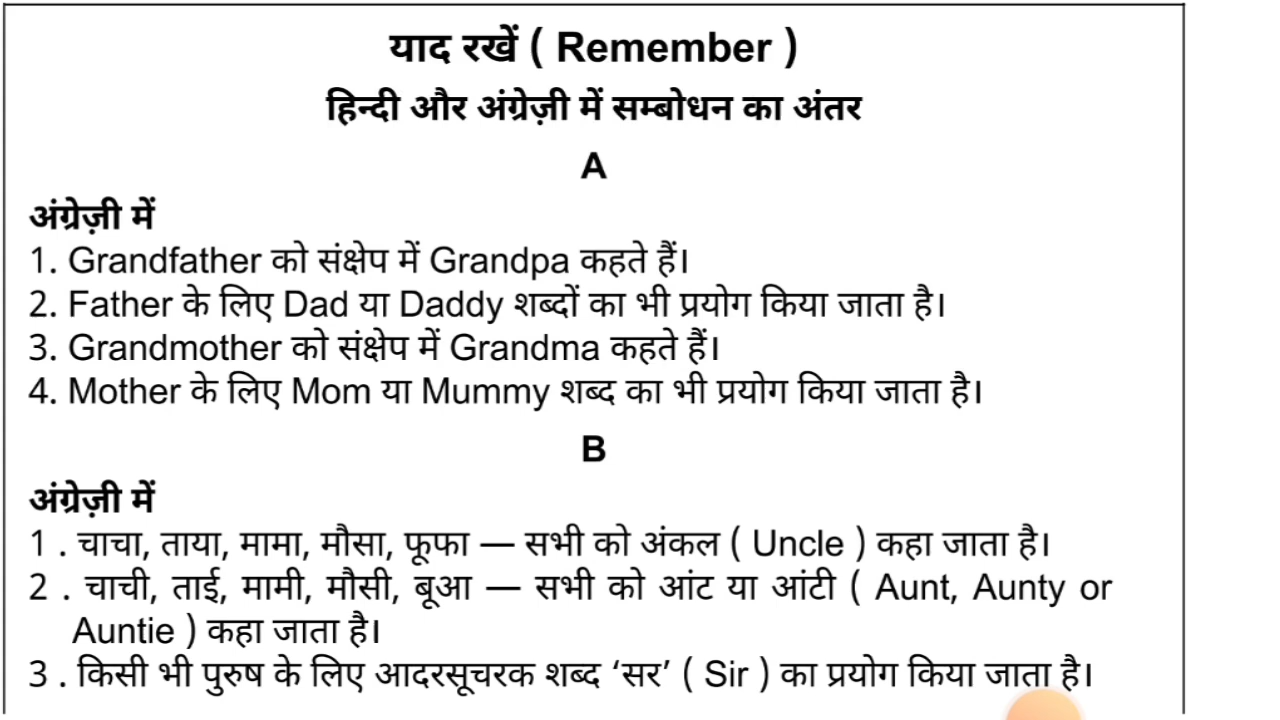 याद रखें ( Remember )
हिन्दी और अंग्रेज़ी में सम्बोधन का अंतर
A
अंग्रेज़ी में
1. Grandfather को संक्षेप में Grandpa कहते हैं।
2. Father के लिए Dad या Daddy शब्दों का भी प्रयोग किया जाता है।
3. Grandmother को संक्षेप में Grandma कहते हैं।
4. Mother के लिए Mom या Mummy शब्द का भी प्रयोग किया जाता है।
B
अंग्रेज़ी में
1 . चाचा, ताया, मामा, मौसा, फूफा — सभी को अंकल ( Uncle ) कहा जाता है।
2 . चाची, ताई, मामी, मौसी, बूआ — सभी को आंट या आंटी ( Aunt, Aunty or
Auntie ) कहा जाता है।
3 . किसी भी पुरुष के लिए आदरसूचरक शब्द ‘सर’ ( Sir ) का प्रयोग किया जाता है।